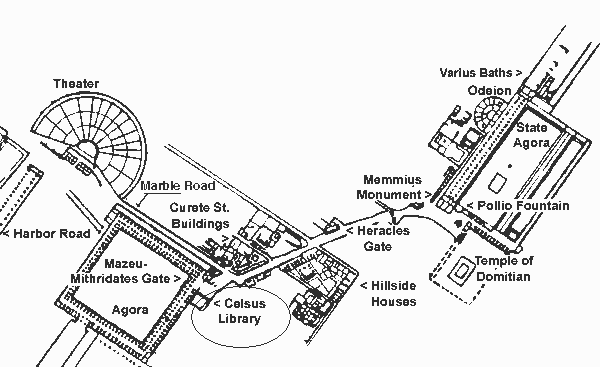 Varius Baths >
Odeion
Theater
State
Agora
Marble Road
Memmius
Monument >
< Pollio Fountain
Curete St.
Buildings
< Harbor Road
< Heracles
Gate
Mazeu-
Mithridates Gate >
Temple of
Domitian
< Hillside
Houses
Agora
< Celsus
Library